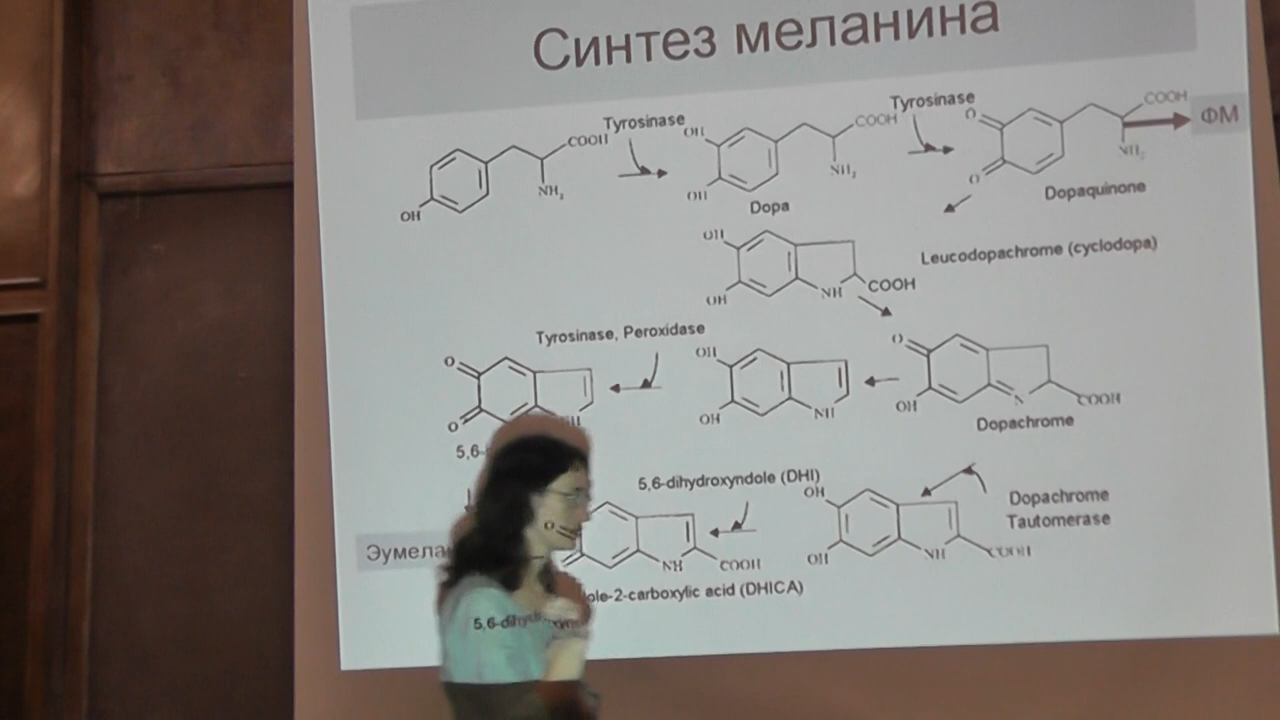 Синтез меланина
Tyrosinase
Tyrosinase
COOH
NH₂
OH
OH
OH
COOH
NH₂
Dopa
O
O
COOH
NH₂
Dopaquinone
ФМ
OH
OH
NH
COOH
Leucodopachrome (cyclodopa)
Tyrosinase, Peroxidase
O
O
OH
OH
NH
O
OH
N
COOH
Dopachrome
5,6-
5,6-dihydroxyndole (DHI)
Эумела
O
NH
COOH
OH
OH
NH
COOH
Dopachrome
Tautomerase
5,6-dihyd
ole-2-carboxylic acid (DHICA)